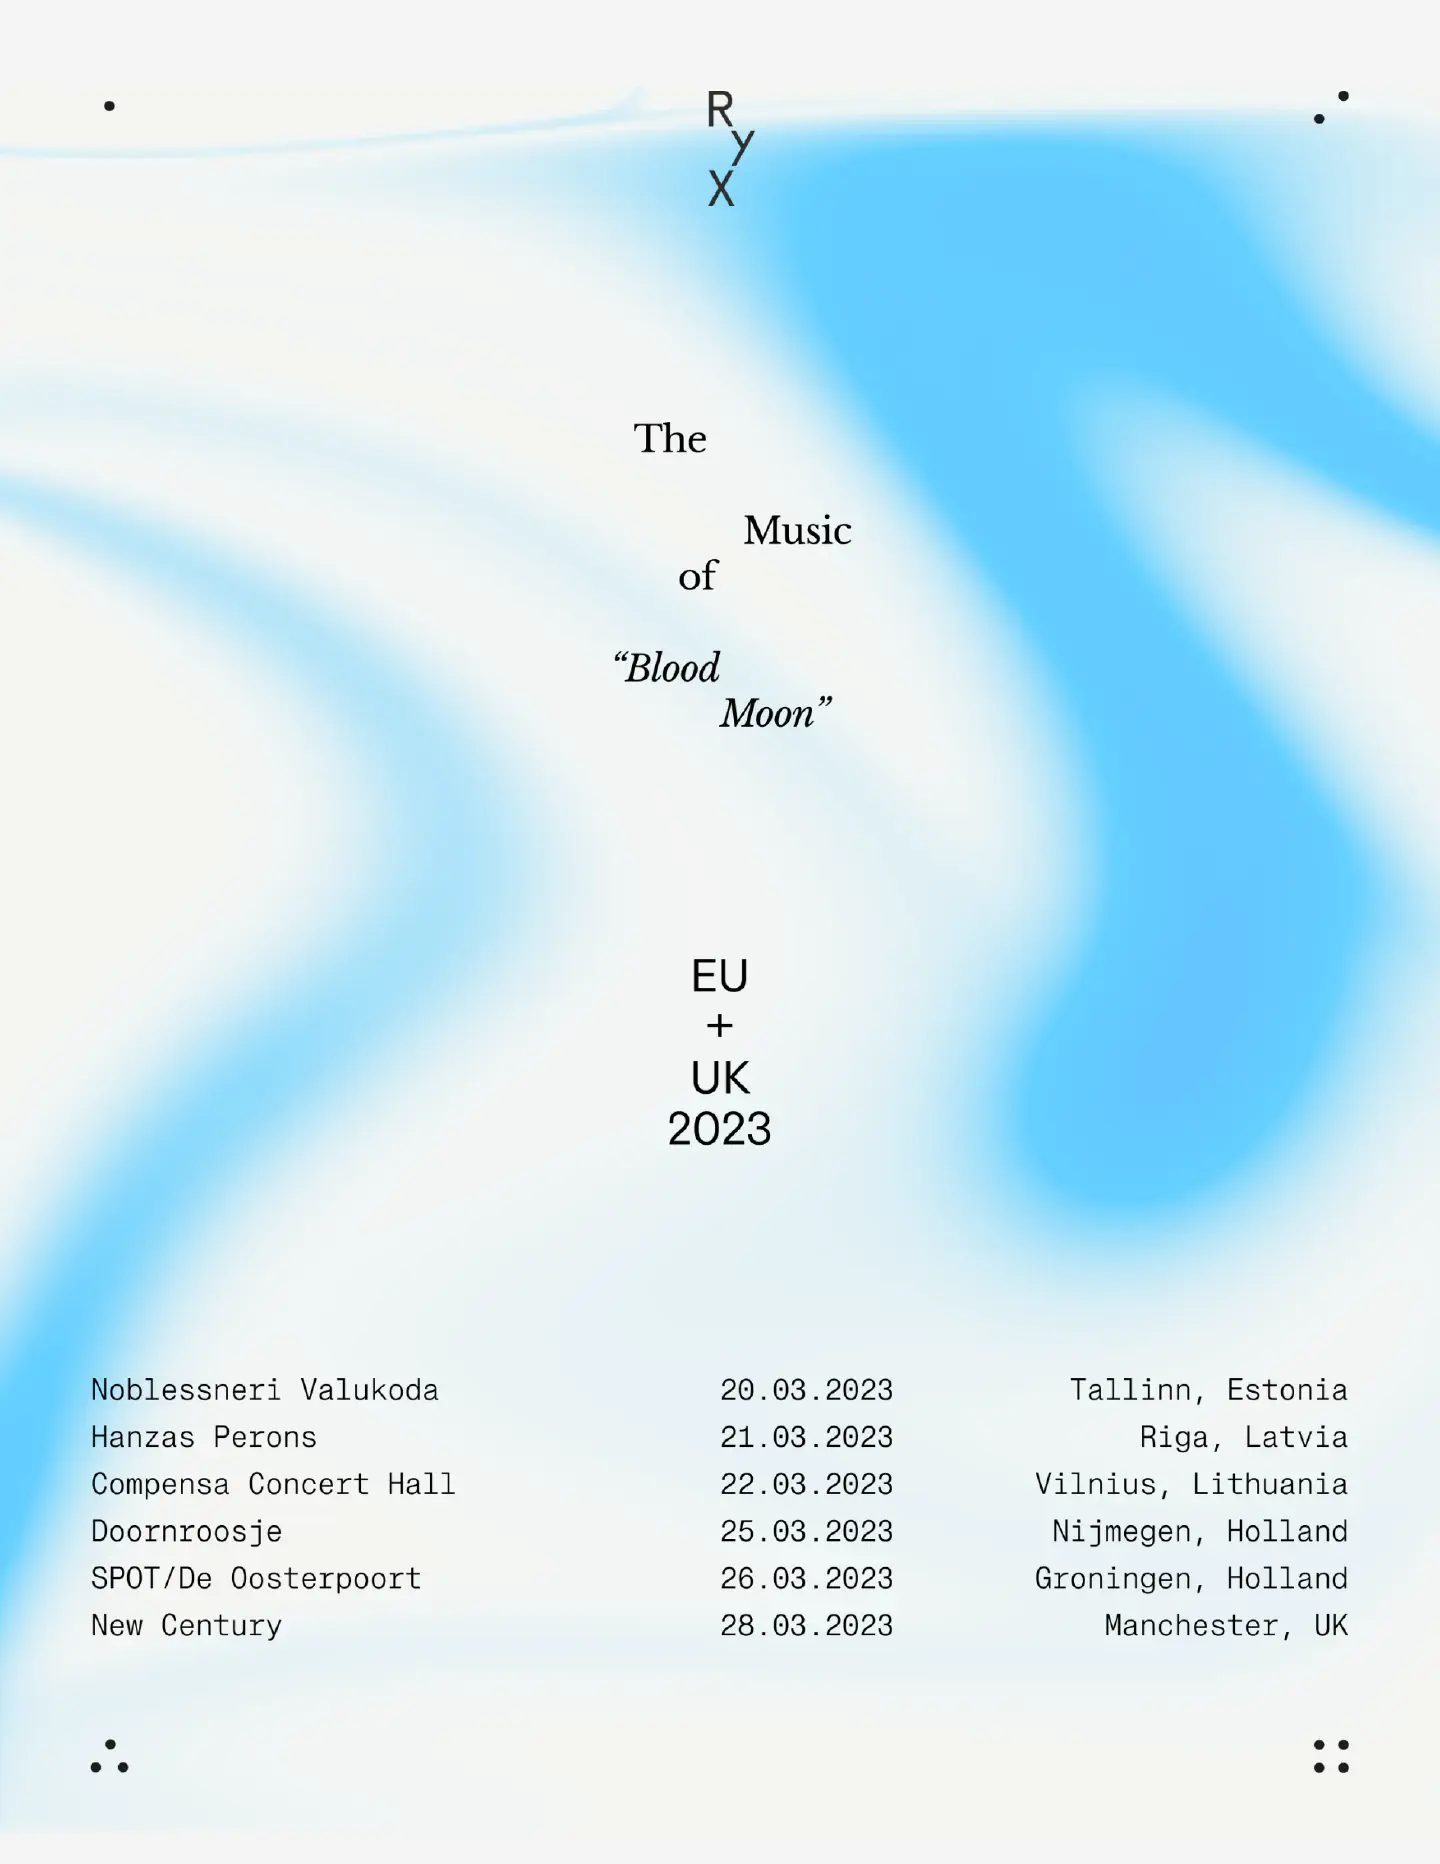 R
y
X
The
Music
of
“Blood
Moon”
EU
+
UK
2023
Noblessneri Valukoda 20.03.2023 Tallinn, Estonia
Hanzas Perons 21.03.2023 Riga, Latvia
Compensa Concert Hall 22.03.2023 Vilnius, Lithuania
Doornroosje 25.03.2023 Nijmegen, Holland
SPOT/De Oosterpoort 26.03.2023 Groningen, Holland
New Century 28.03.2023 Manchester, UK